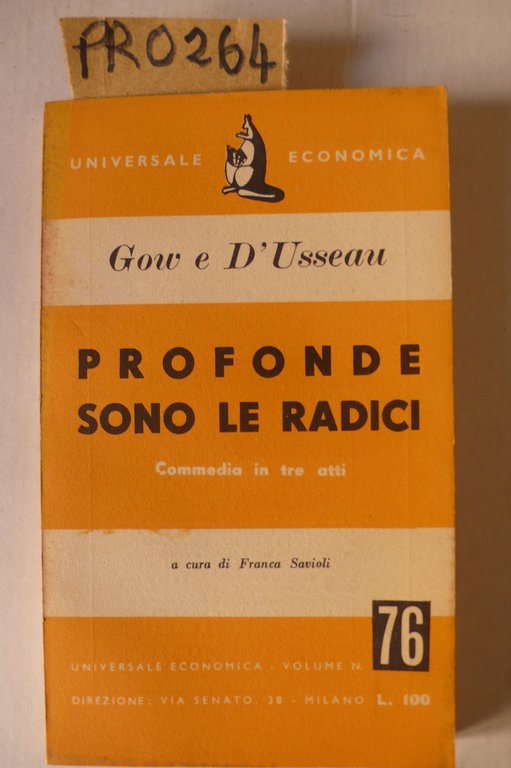 PRO264
UNIVERSALE ECONOMICA
Gow e D'Usseau
PROFONDE
SONO LE RADICI
Commedia in tre atti
a cura di Franca Savioli
UNIVERSALE ECONOMICA - VOLUME N. 76
DIREZIONE: VIA SENATO, 38 - MILANO L. 100